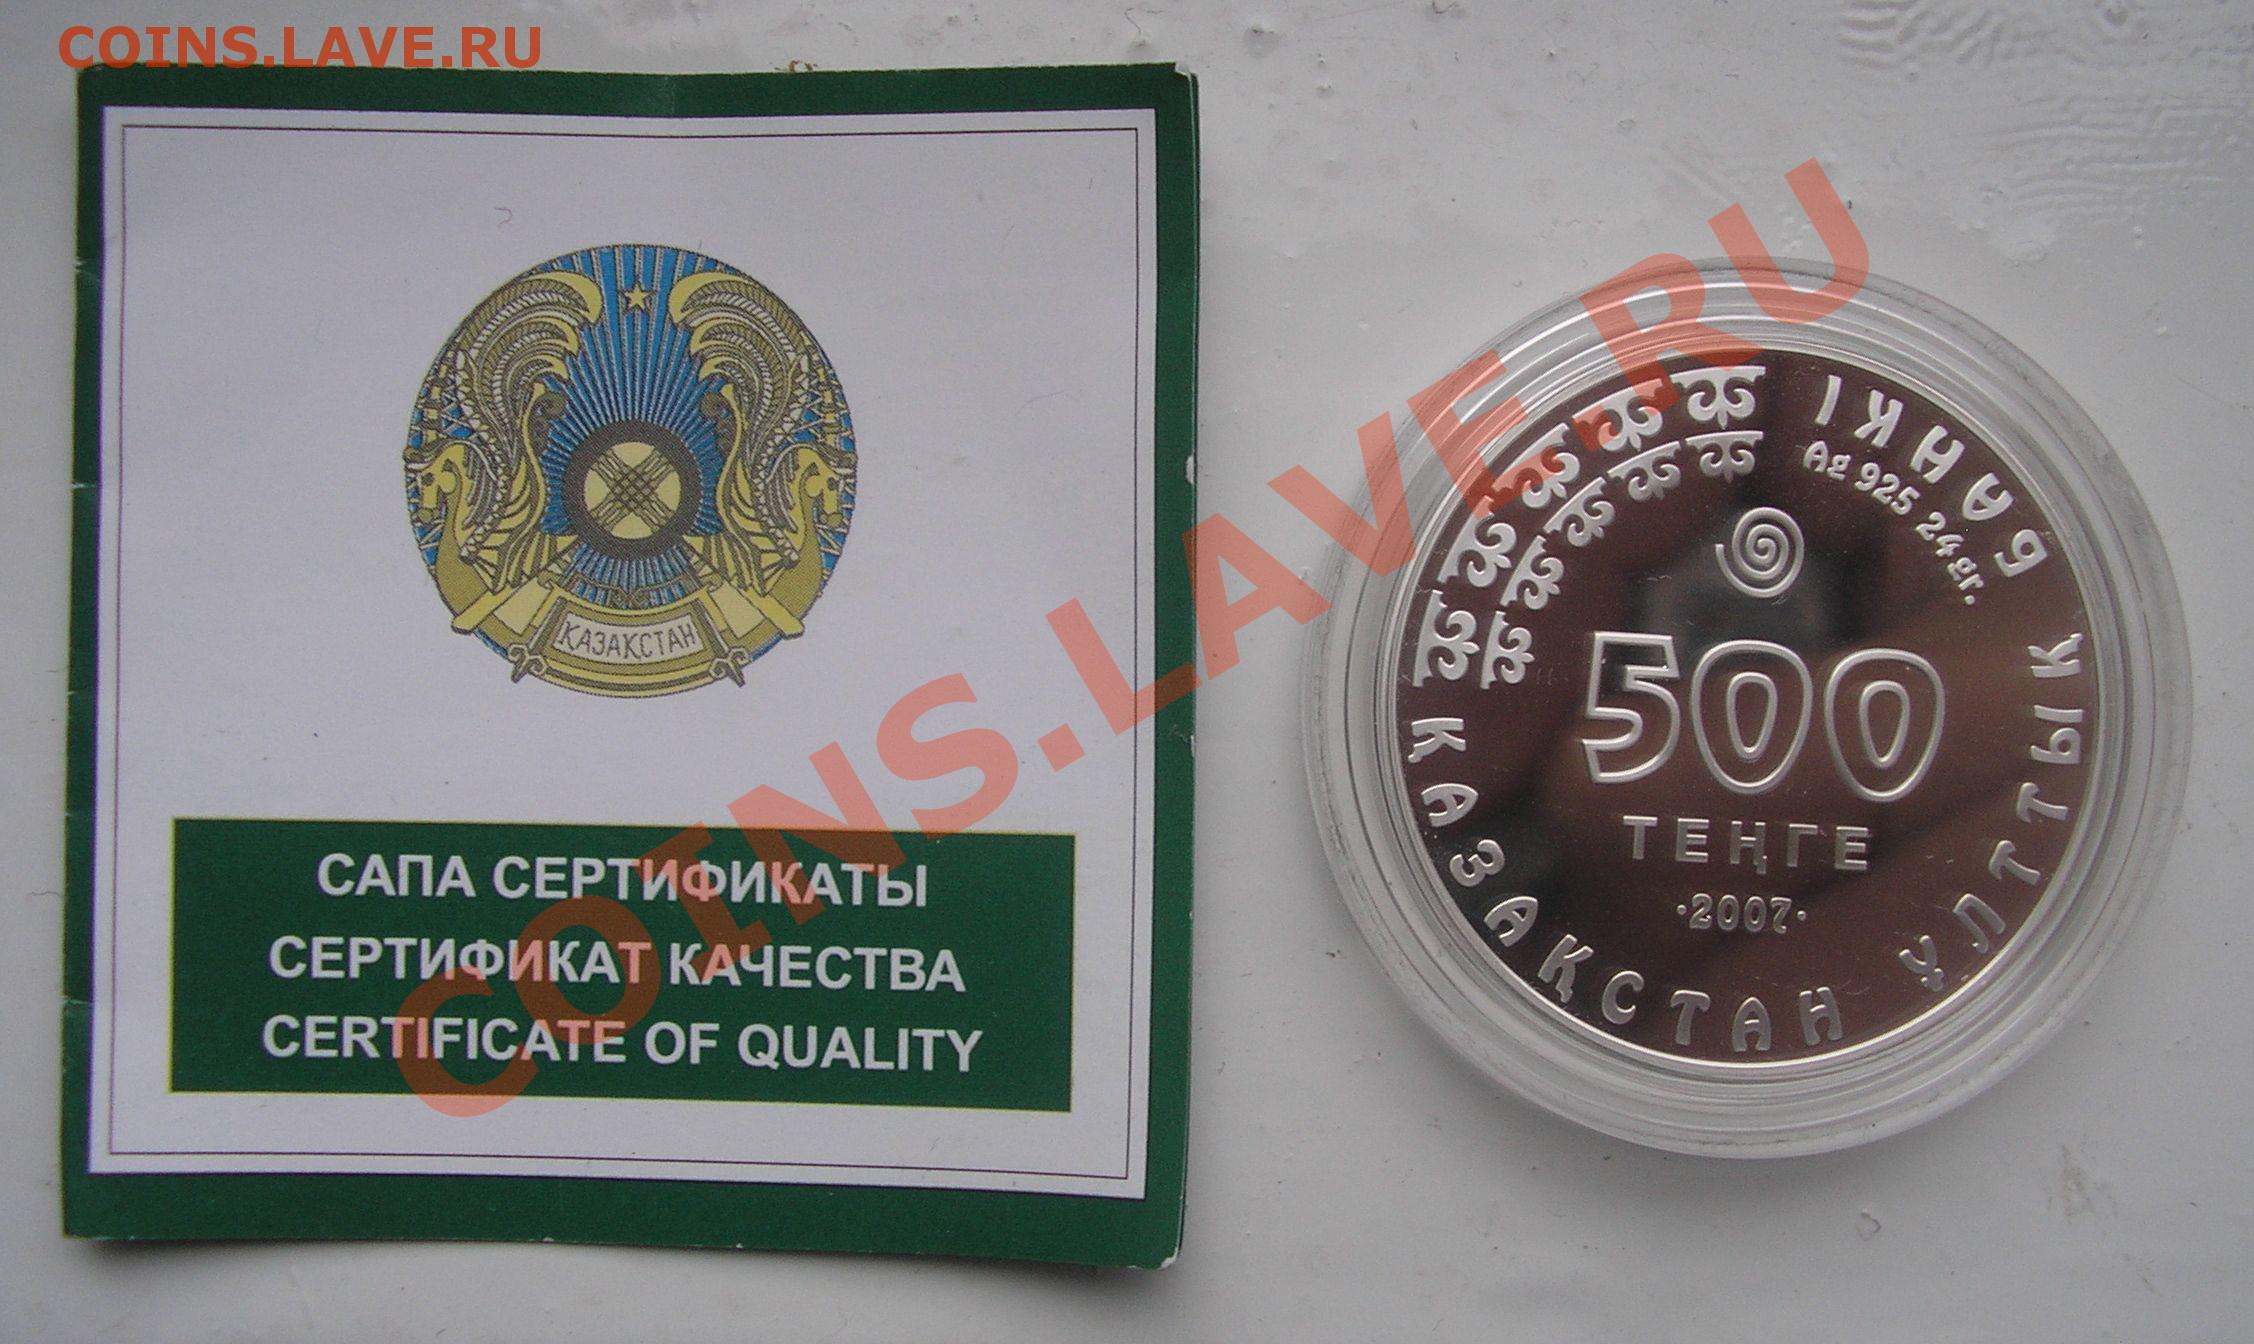 COINS.LAVE.RU
ҚАЗАҚСТАН
САПА СЕРТИФИКАТЫ
СЕРТИФИКАТ КАЧЕСТВА
CERTIFICATE OF QUALITY
ҚАЗАҚСТАН ҰЛТТЫҚ БАНКІ
Ag 925 24 gr.
500
ТЕҢГЕ
·2007·
COINS.LAVE.RU